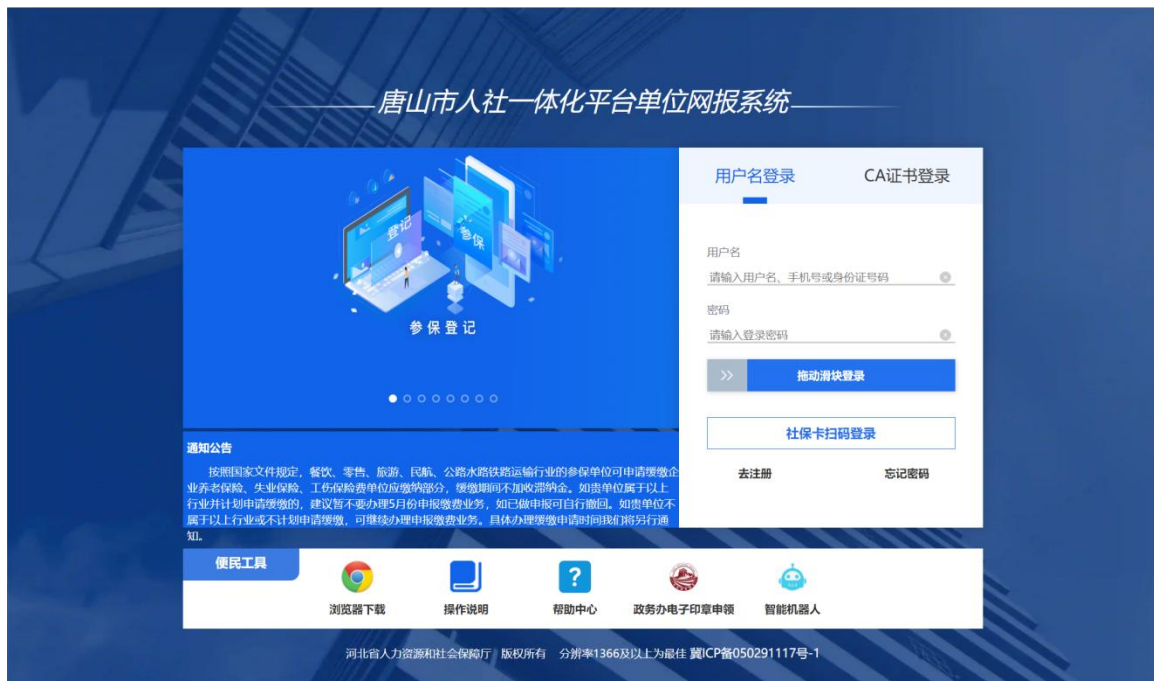 唐山市人社一体化平台单位网报系统
登记
参保
参保登记
用户名登录
CA证书登录
用户名
请输入用户名、手机号或身份证号码
密码
请输入登录密码
>>
拖动滑块登录
社保卡扫码登录
去注册
忘记密码
通知公告
按照国家文件规定，餐饮、零售、旅游、民航、公路水路铁路运输行业的参保单位可申请缓缴企
业养老保险、失业保险、工伤保险费单位应缴纳部分，缓缴期间不加收滞纳金。如贵单位属于以上
行业并计划申请缓缴的，建议暂不要办理5月份申报缴费业务，如已做申报可自行撤回。如贵单位不
属于以上行业或不计划申请缓缴，可继续办理申报缴费业务。具体办理缓缴申请时间我们将另行通
知。
便民工具
浏览器下载
操作说明
帮助中心
政务办电子印章申领
智能机器人
河北省人力资源和社会保障厅 版权所有 分辨率1366及以上为最佳 冀ICP备050291117号-1